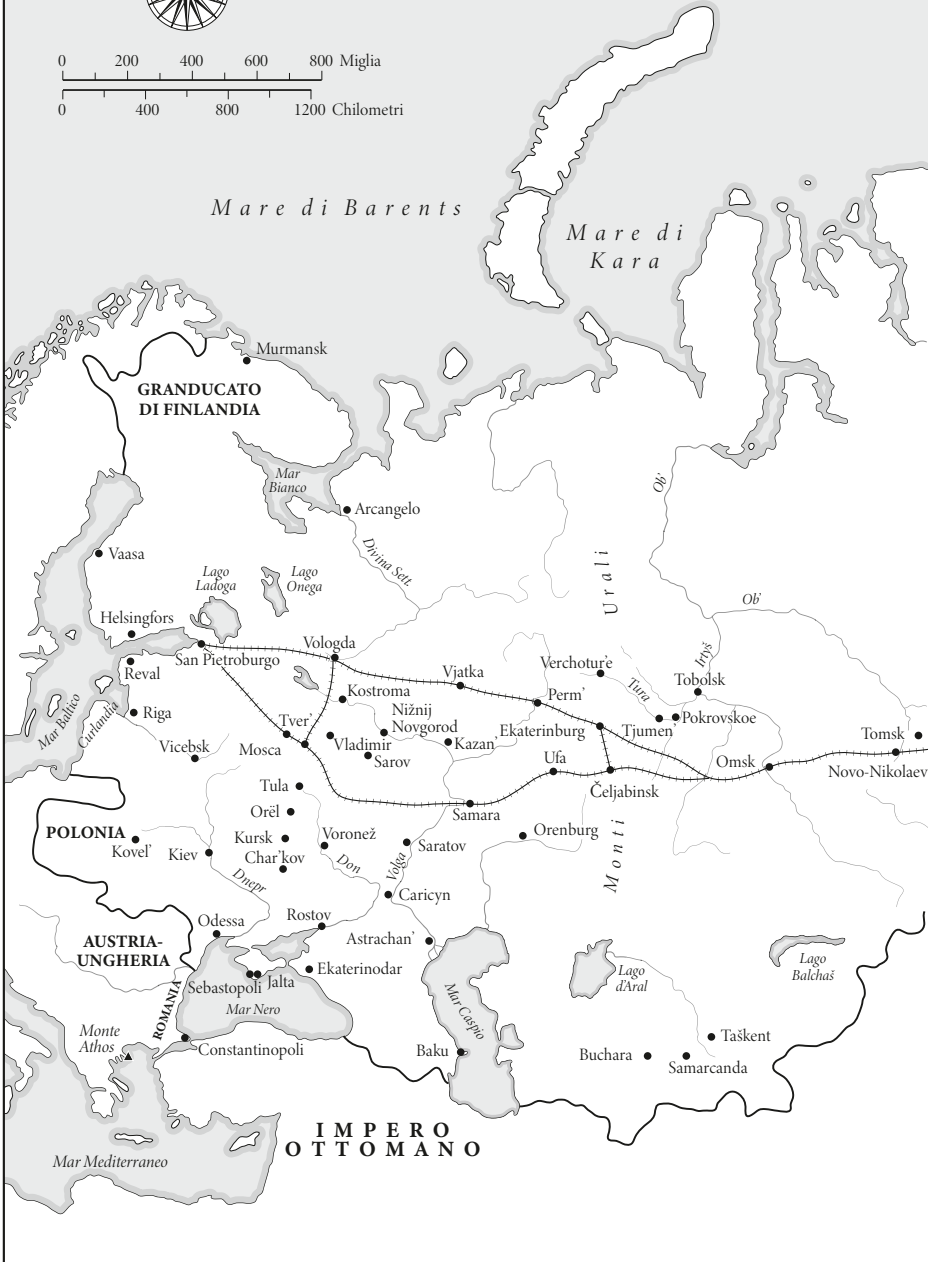 0 200 400 600 800 Miglia
0 400 800 1200 Chilometri
Mare di Barents
Mare di
Kara
Murmansk
GRANDUCATO
DI FINLANDIA
Mar
Bianco
Arcangelo
Ob'
Divina Sett.
Vaasa
Lago
Ladoga
Lago
Onega
Urali
Ob'
Helsingfors
San Pietroburgo
Vologda
Irtyš
Reval
Vjatka
Verchotur'e
Tura
Tobolsk
Mar Baltico
Curlandia
Riga
Kostroma
Perm'
Pokrovskoe
Tjumen'
Nižnij
Novgorod
Ekaterinburg
Tver'
Mosca
Vladimir
Kazan'
Tomsk
Vicebsk
Sarov
Ufa
Omsk
Novo-Nikolaev
Tula
Čeljabinsk
Orël
Samara
POLONIA
Kovel'
Kiev
Kursk
Voronež
Saratov
Orenburg
Char'kov
Don
Volga
Monti
Dnepr
Caricyn
Odessa
Rostov
Astrachan'
AUSTRIA-
UNGHERIA
Ekaterinodar
Sebastopoli
Jalta
Lago
d'Aral
Lago
Balchaš
ROMANIA
Mar Nero
Mar Caspio
Monte
Athos
Constantinopoli
Baku
Buchara
Taškent
Samarcanda
IMPERO
OTTOMANO
Mar Mediterraneo